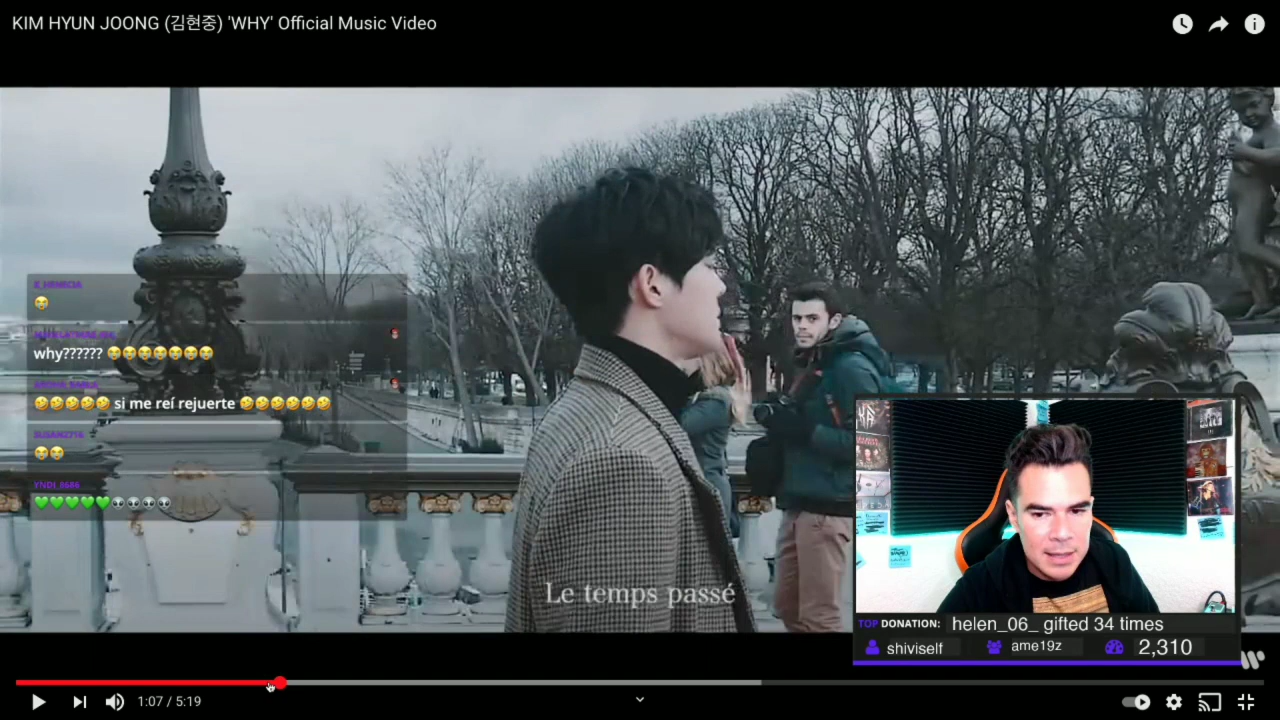 KIM HYUN JOONG (김현중) 'WHY' Official Music Video
why?????? 😭😭😭😭😭😭😭
🤣🤣🤣🤣🤣 si me reí rejuerte 🤣🤣🤣🤣🤣🤣
YNDI_8686
Le temps passé
TOP DONATION: helen_06_ gifted 34 times
shiviself ame19z 2,310
1:07 / 5:19